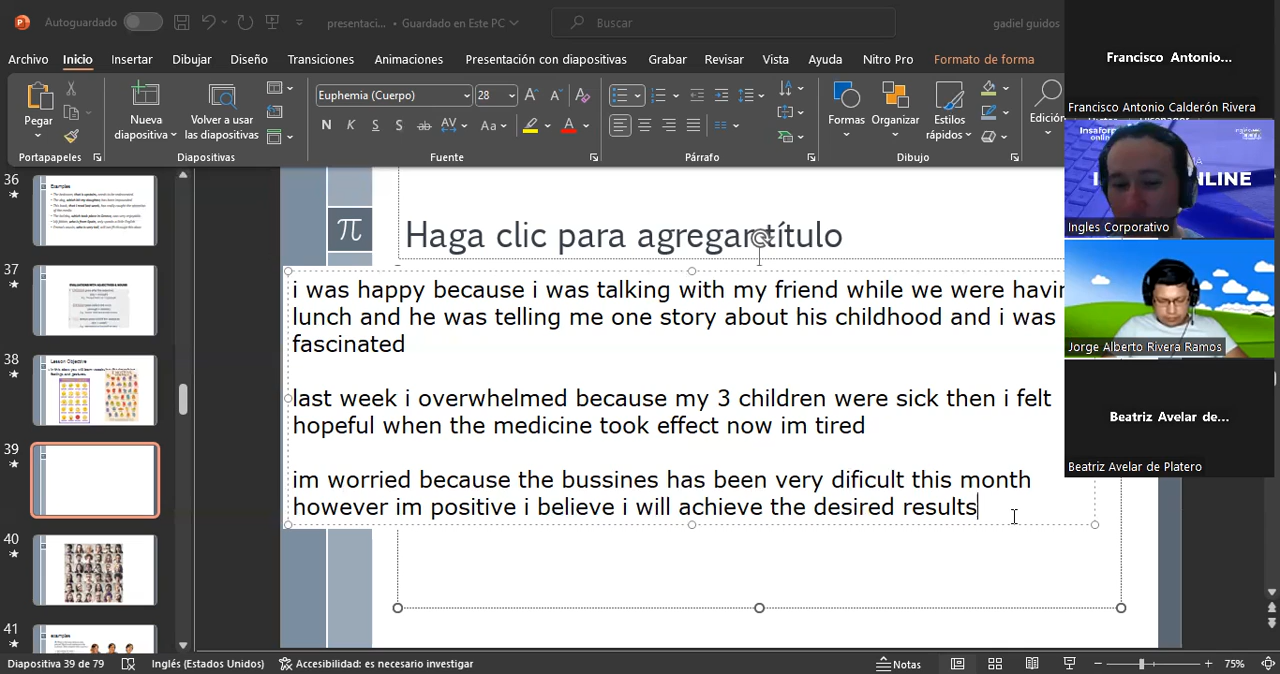 Autoguardado
presentaci... • Guardado en Este PC
Buscar
gadiel guidos
Archivo Inicio Insertar Dibujar Diseño Transiciones Animaciones Presentación con diapositivas Grabar Revisar Vista Ayuda Nitro Pro Formato de forma
Pegar
Nueva diapositiva
Volver a usar las diapositivas
Euphemia (Cuerpo) 28
N K S S ab AV Aa A
Formas Organizar Estilos rápidos Edición
Portapapeles Diapositivas Fuente Párrafo Dibujo
Francisco Antonio...
Francisco Antonio Calderón Rivera
Ingles Corporativo
Jorge Alberto Rivera Ramos
Beatriz Avelar de...
Beatriz Avelar de Platero
36
Examples
37
38
Lesson Objective
39
40
41
examples
π
Haga clic para agregar título
i was happy because i was talking with my friend while we were havin
lunch and he was telling me one story about his childhood and i was
fascinated
last week i overwhelmed because my 3 children were sick then i felt
hopeful when the medicine took effect now im tired
im worried because the bussines has been very dificult this month
however im positive i believe i will achieve the desired results
Diapositiva 39 de 79 Inglés (Estados Unidos) Accesibilidad: es necesario investigar Notas 75%